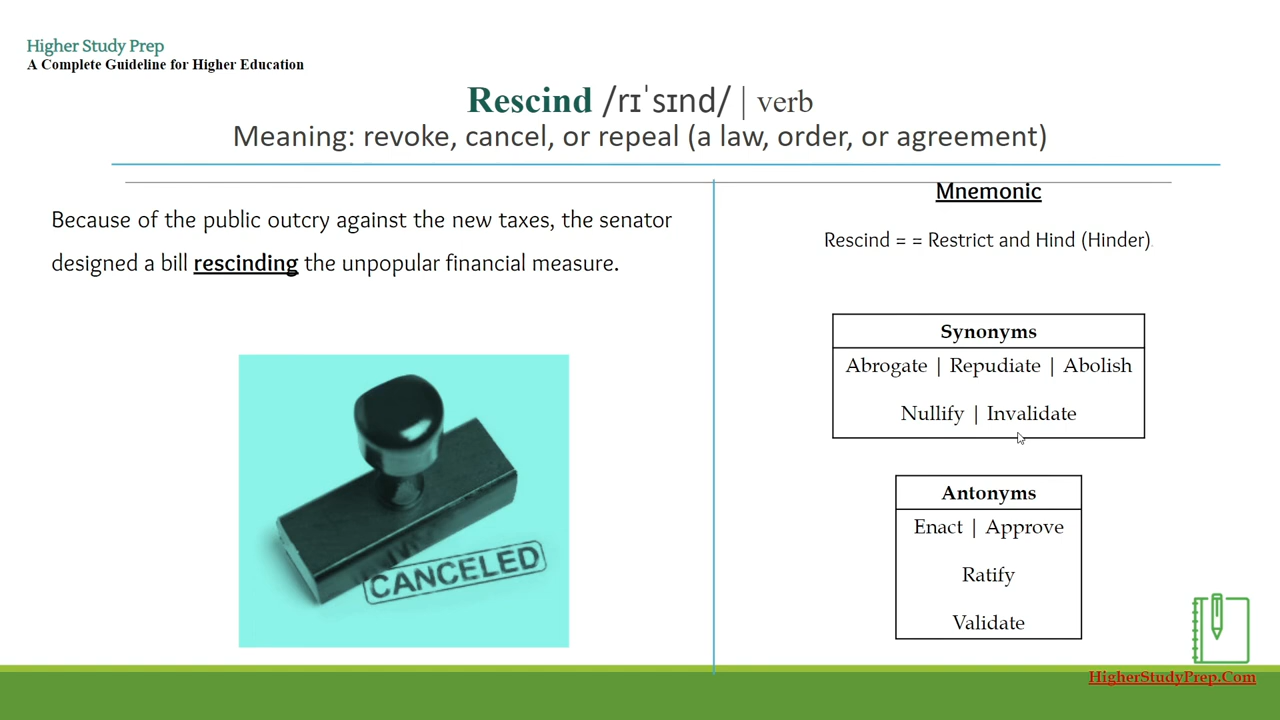 Higher Study Prep
A Complete Guideline for Higher Education
Rescind /rɪˈsɪnd/ | verb
Meaning: revoke, cancel, or repeal (a law, order, or agreement)
Because of the public outcry against the new taxes, the senator
designed a bill rescinding the unpopular financial measure.
CANCELED
Mnemonic
Rescind = = Restrict and Hind (Hinder)
Synonyms
Abrogate | Repudiate | Abolish
Nullify | Invalidate
Antonyms
Enact | Approve
Ratify
Validate
HigherStudyPrep.Com